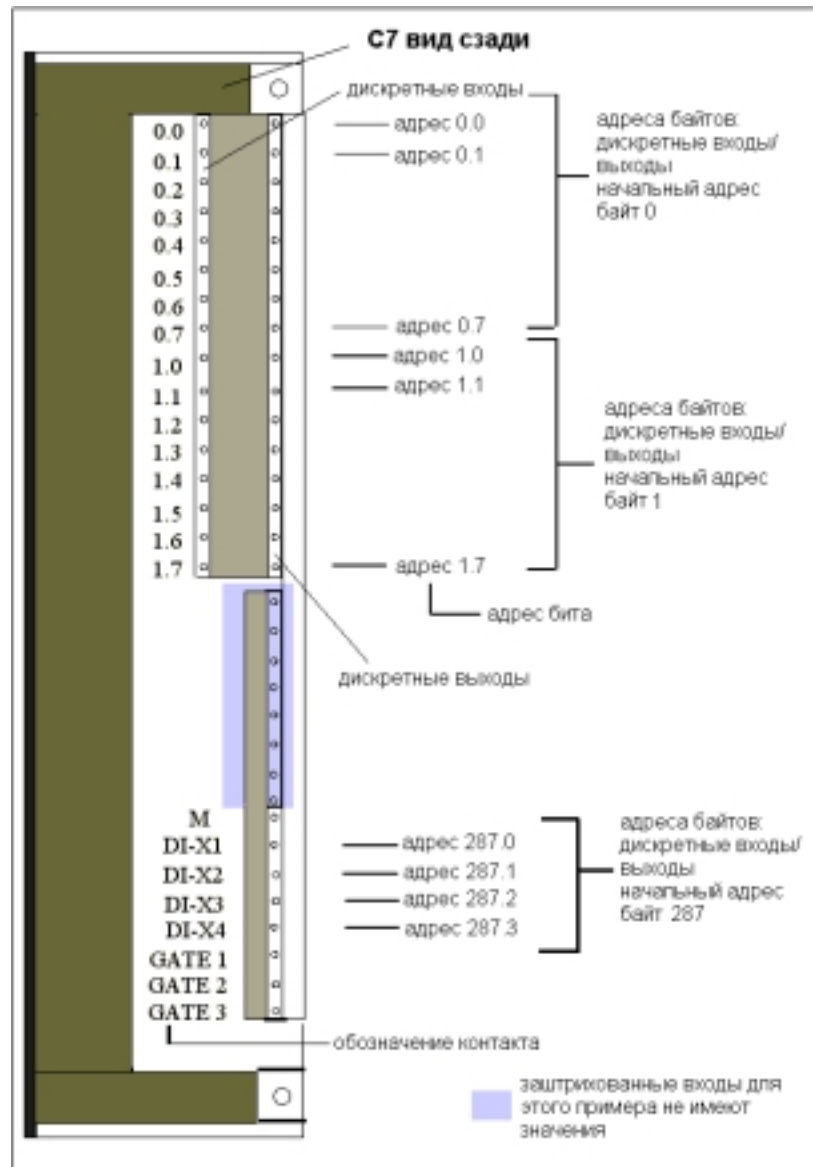 С7 вид сзади
дискретные входы
0.0
0.1
0.2
0.3
0.4
0.5
0.6
0.7
1.0
1.1
1.2
1.3
1.4
1.5
1.6
1.7
адрес 0.0
адрес 0.1
адрес 0.7
адрес 1.0
адрес 1.1
адрес 1.7
адрес бита
дискретные выходы
адреса байтов:
дискретные входы/
выходы
начальный адрес
байт 0
адреса байтов:
дискретные входы/
выходы
начальный адрес
байт 1
M
DI-X1
DI-X2
DI-X3
DI-X4
GATE 1
GATE 2
GATE 3
адрес 287.0
адрес 287.1
адрес 287.2
адрес 287.3
адреса байтов:
дискретные входы/
выходы
начальный адрес
байт 287
обозначение контакта
заштрихованные входы для
этого примера не имеют
значения